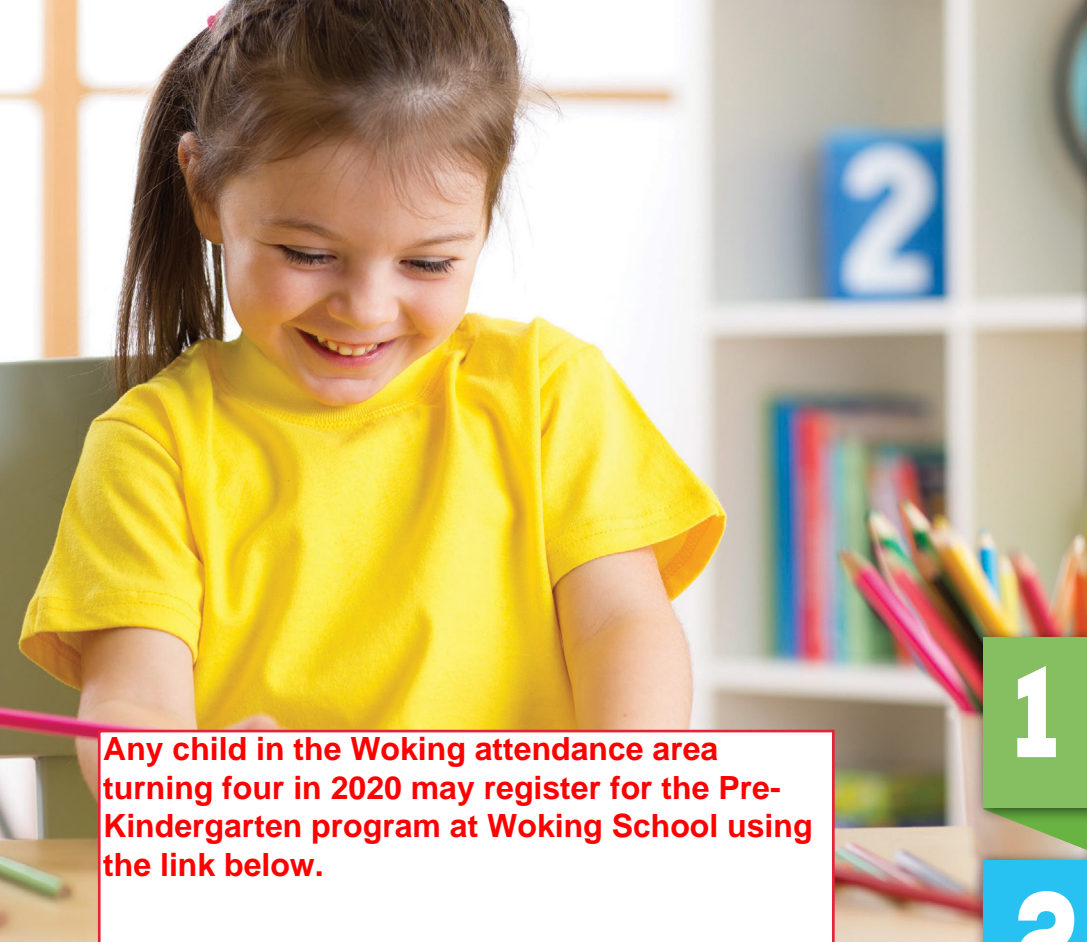 2
Any child in the Woking attendance area
turning four in 2020 may register for the Pre-
Kindergarten program at Woking School using
the link below.
1
2